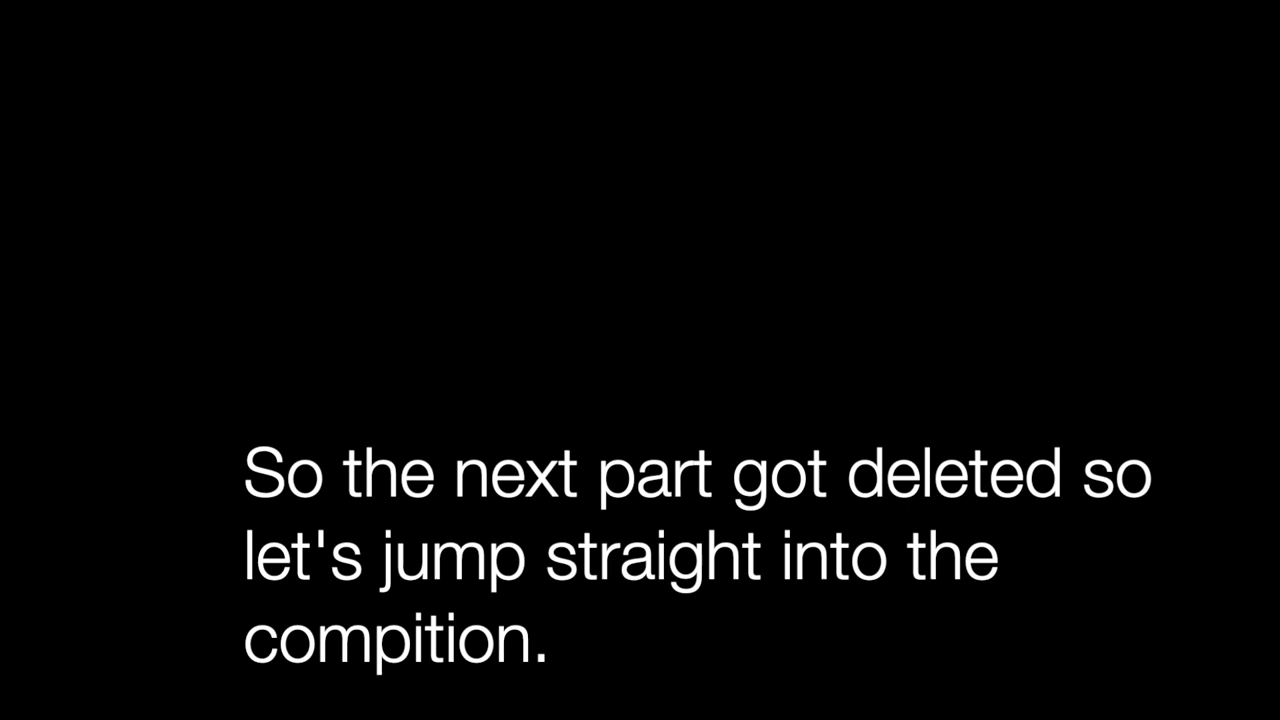 So the next part got deleted so
let's jump straight into the
compition.